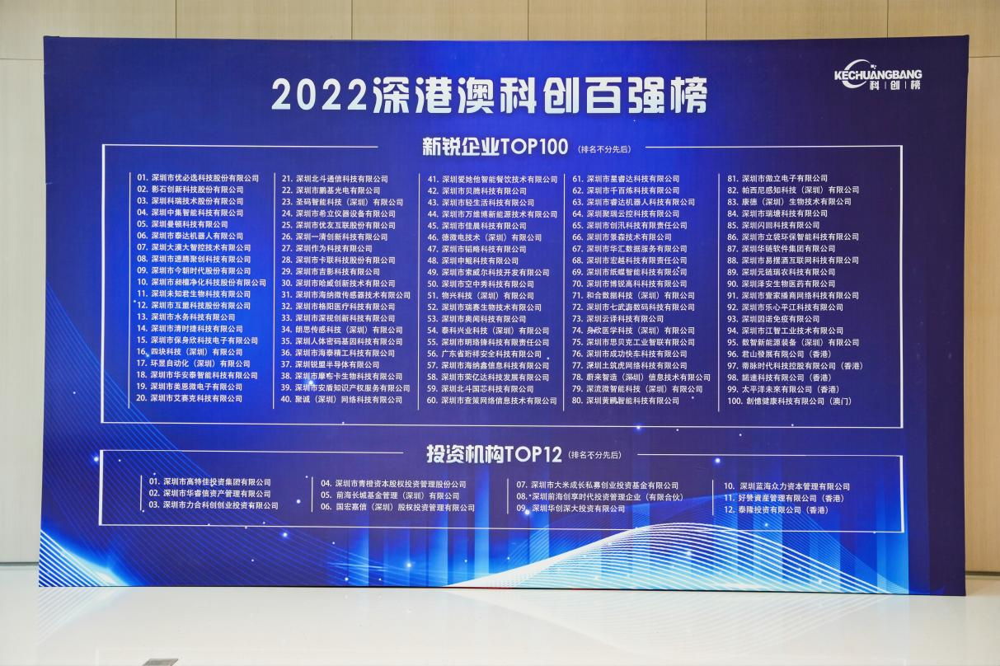 2022深港澳科创百强榜
KECHUANGBANG
科|创|榜
新锐企业TOP100（排名不分先后）
01. 深圳市优必选科技股份有限公司
02. 影石创新科技股份有限公司
03. 深圳科瑞技术股份有限公司
04. 深圳中集智能科技有限公司
05. 深圳曼顿科技有限公司
06. 深圳市泰达机器人有限公司
07. 深圳大漠大智控技术有限公司
08. 深圳市速腾聚创科技有限公司
09. 深圳市今朝时代股份有限公司
10. 深圳市昶檀净化科技股份有限公司
11. 深圳未知君生物科技有限公司
12. 深圳市互盟科技股份有限公司
13. 深圳市水务科技有限公司
14. 深圳市清时捷科技有限公司
15. 深圳市保身欣科技电子有限公司
16. 四块科技（深圳）有限公司
17. 环昱自动化（深圳）有限公司
18. 深圳市华安泰智能科技有限公司
19. 深圳市美恩微电子有限公司
20. 深圳市艾赛克科技有限公司
21. 深圳北斗通信科技有限公司
22. 深圳市鹏基光电有限公司
23. 圣码智能科技（深圳）有限公司
24. 深圳市希立仪器设备有限公司
25. 深圳市优友互联股份有限公司
26. 深圳一清创新科技有限公司
27. 深圳作为科技有限公司
28. 深圳市卡联科技股份有限公司
29. 深圳市吉影科技有限公司
30. 深圳市哈威创新技术有限公司
31. 深圳市海纳微传感器技术有限公司
32. 深圳市格阳医疗科技有限公司
33. 深圳市深视创新科技有限公司
34. 朗思传感科技（深圳）有限公司
35. 深圳人体密码基因科技有限公司
36. 深圳市海泰精工科技有限公司
37. 深圳锐盟半导体有限公司
38. 深圳市摩布卡生物科技有限公司
39. 深圳市安盾知识产权服务有限公司
40. 聚诚（深圳）网络科技有限公司
41. 深圳爱她他智能餐饮技术有限公司
42. 深圳市贝腾科技有限公司
43. 深圳市轻生活科技有限公司
44. 深圳市万维博新能源技术有限公司
45. 深圳市佳晨科技有限公司
46. 德微电技术（深圳）有限公司
47. 深圳市韬略科技有限公司
48. 深圳申鲲科技有限公司
49. 深圳市索威尔科技开发有限公司
50. 深圳市空中秀科技有限公司
51. 物兴科技（深圳）有限公司
52. 深圳市瑞赛生物技术有限公司
53. 深圳市奥闻科技有限公司
54. 泰科兴业科技（深圳）有限公司
55. 深圳市明珞锋科技有限责任公司
56. 广东省珩祥安全科技有限公司
57. 深圳市海纳鑫信息科技有限公司
58. 深圳市荣亿达科技发展有限公司
59. 深圳北斗国芯科技有限公司
60. 深圳市查策网络信息技术有限公司
61. 深圳市星睿达科技有限公司
62. 深圳市千百炼科技有限公司
63. 深圳市睿达机器人科技有限公司
64. 深圳聚瑞云控科技有限公司
65. 深圳市创汛科技有限责任公司
66. 深圳市景森技术有限公司
67. 深圳市华汇数据服务有限公司
68. 深圳市宏越科技有限责任公司
69. 深圳市纸蝶智能科技有限公司
70. 深圳市博锐高科科技有限公司
71. 和合数据科技（深圳）有限公司
72. 深圳市七武海数码科技有限公司
73. 深圳云译科技有限公司
74. 身欣医学科技（深圳）有限公司
75. 深圳市思贝克工业智联有限公司
76. 深圳市成功快车科技有限公司
77. 深圳土筑虎网络科技有限公司
78. 蔚来智造（深圳）信息技术有限公司
79. 深流微智能科技（深圳）有限公司
80. 深圳黄鹂智能科技有限公司
81. 深圳市傲立电子有限公司
82. 帕西尼感知科技（深圳）有限公司
83. 康德（深圳）生物技术有限公司
84. 深圳市瑞塘科技有限公司
85. 深圳闪回科技有限公司
86. 深圳市立骏环保智能科技有限公司
87. 深圳华链软件集团有限公司
88. 深圳市易摆酒互联网科技有限公司
89. 深圳元链瑞农科技有限公司
90. 深圳泽安生物医药有限公司
91. 深圳市壹家播商网络科技有限公司
92. 深圳市乐心平江科技有限公司
93. 深圳因诺免疫有限公司
94. 深圳市江智工业技术有限公司
95. 数智新能源装备（深圳）有限公司
96. 君山發展有限公司（香港）
97. 蒂脉时代科技控股有限公司（香港）
98. 諾達科技有限公司（香港）
99. 太平洋未來有限公司（香港）
100. 創憶健康科技有限公司（澳门）
投资机构TOP12（排名不分先后）
01. 深圳市高特佳投资集团有限公司
02. 深圳市华睿信资产管理有限公司
03. 深圳市力合科创创业投资有限公司
04. 深圳市青橙资本股权投资管理股份公司
05. 前海长城基金管理（深圳）有限公司
06. 国宏嘉信（深圳）股权投资管理有限公司
07. 深圳市大米成长私募创业投资基金有限公司
08. 深圳前海创享时代投资管理企业（有限合伙）
09. 深圳华创深大投资有限公司
10. 深圳蓝海众力资本管理有限公司
11. 好赞資産管理有限公司（香港）
12. 泰隆投资有限公司（香港）